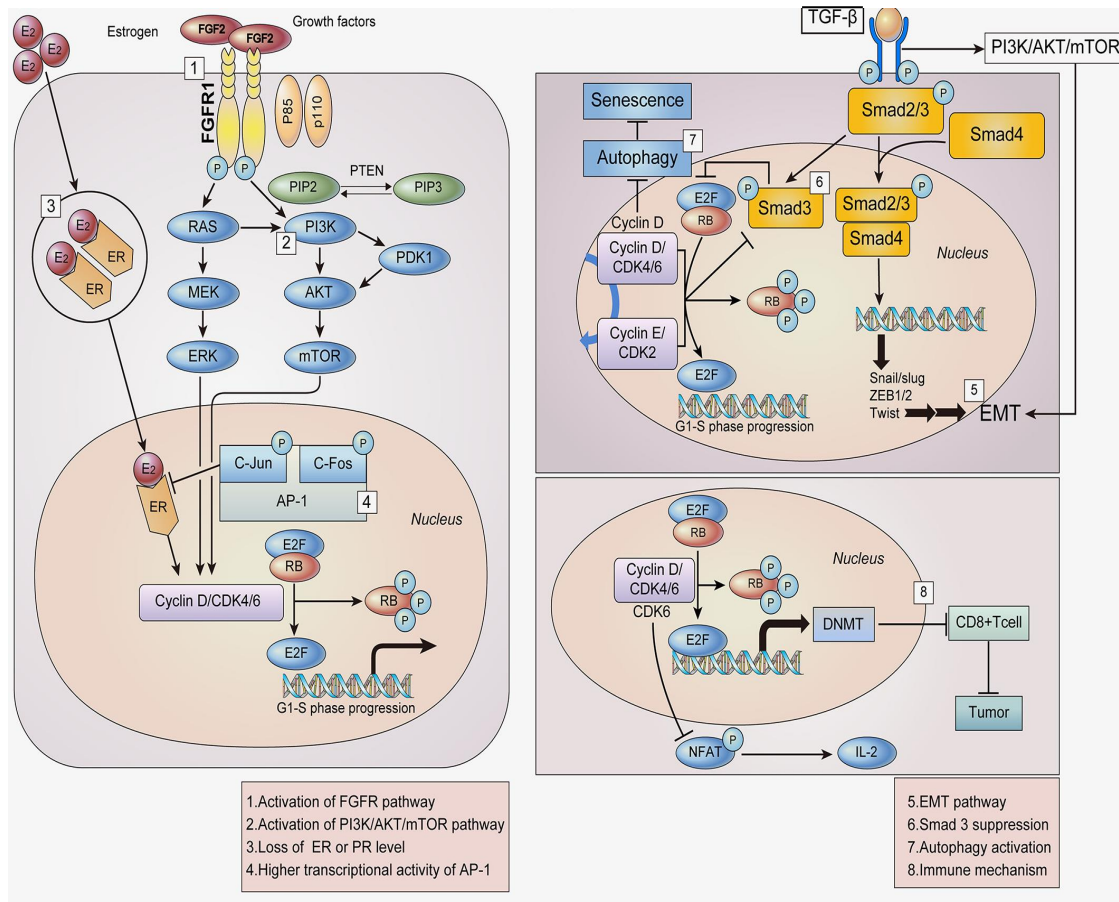 E2
E2
E2
Estrogen
FGF2
FGF2
Growth factors
1
FGFR1
P85
p110
P
P
PTEN
PIP2
PIP3
3
E2
E2
ER
ER
RAS
PI3K
2
PDK1
MEK
AKT
ERK
mTOR
E2
ER
C-Jun
P
C-Fos
P
AP-1
4
Nucleus
E2F
RB
Cyclin D/CDK4/6
RB
P
P
P
E2F
G1-S phase progression
1.Activation of FGFR pathway
2.Activation of PI3K/AKT/mTOR pathway
3.Loss of ER or PR level
4.Higher transcriptional activity of AP-1
TGF-β
PI3K/AKT/mTOR
P
P
P
Smad2/3
Smad4
Senescence
7
Autophagy
E2F
RB
P
Smad3
6
P
Smad2/3
Smad4
Nucleus
Cyclin D
Cyclin D/
CDK4/6
Cyclin E/
CDK2
RB
P
P
P
E2F
G1-S phase progression
Snail/slug
ZEB1/2
Twist
5
EMT
E2F
RB
Nucleus
Cyclin D/
CDK4/6
CDK6
RB
P
P
P
8
E2F
DNMT
CD8+Tcell
Tumor
NFAT
P
IL-2
5.EMT pathway
6.Smad 3 suppression
7.Autophagy activation
8.Immune mechanism